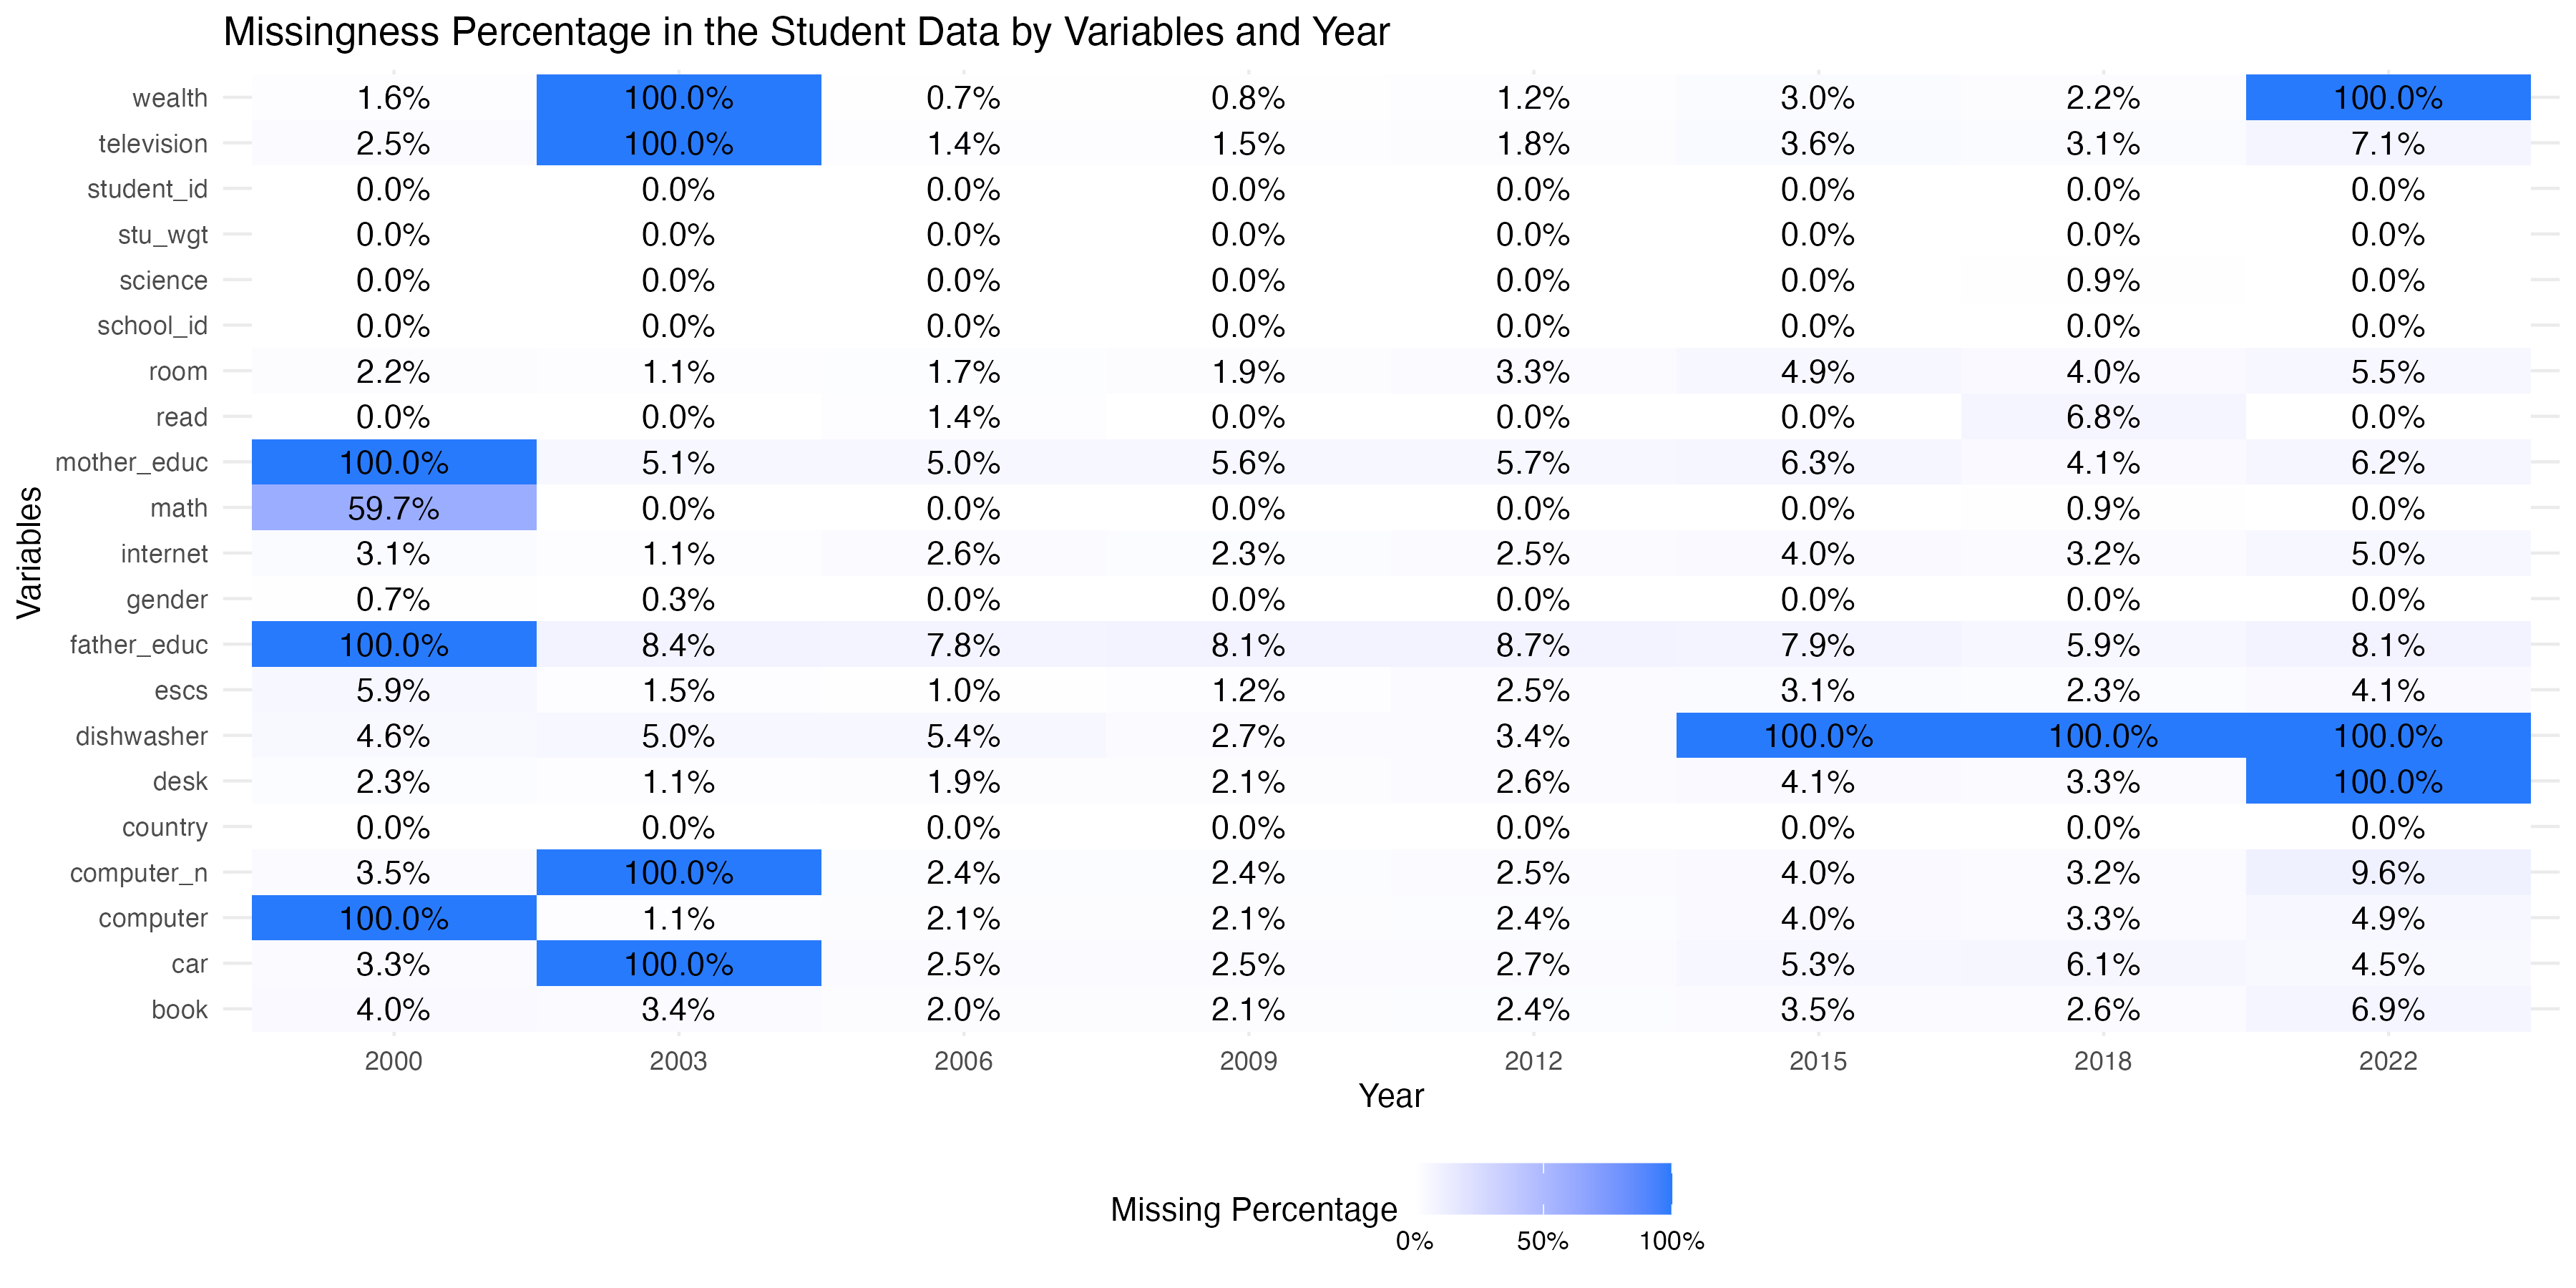 Missingness Percentage in the Student Data by Variables and Year
wealth 1.6% 100.0% 0.7% 0.8% 1.2% 3.0% 2.2% 100.0%
television 2.5% 100.0% 1.4% 1.5% 1.8% 3.6% 3.1% 7.1%
student_id 0.0% 0.0% 0.0% 0.0% 0.0% 0.0% 0.0% 0.0%
stu_wgt 0.0% 0.0% 0.0% 0.0% 0.0% 0.0% 0.0% 0.0%
science 0.0% 0.0% 0.0% 0.0% 0.0% 0.0% 0.9% 0.0%
school_id 0.0% 0.0% 0.0% 0.0% 0.0% 0.0% 0.0% 0.0%
room 2.2% 1.1% 1.7% 1.9% 3.3% 4.9% 4.0% 5.5%
read 0.0% 0.0% 1.4% 0.0% 0.0% 0.0% 6.8% 0.0%
mother_educ 100.0% 5.1% 5.0% 5.6% 5.7% 6.3% 4.1% 6.2%
math 59.7% 0.0% 0.0% 0.0% 0.0% 0.0% 0.9% 0.0%
internet 3.1% 1.1% 2.6% 2.3% 2.5% 4.0% 3.2% 5.0%
gender 0.7% 0.3% 0.0% 0.0% 0.0% 0.0% 0.0% 0.0%
father_educ 100.0% 8.4% 7.8% 8.1% 8.7% 7.9% 5.9% 8.1%
escs 5.9% 1.5% 1.0% 1.2% 2.5% 3.1% 2.3% 4.1%
dishwasher 4.6% 5.0% 5.4% 2.7% 3.4% 100.0% 100.0% 100.0%
desk 2.3% 1.1% 1.9% 2.1% 2.6% 4.1% 3.3% 100.0%
country 0.0% 0.0% 0.0% 0.0% 0.0% 0.0% 0.0% 0.0%
computer_n 3.5% 100.0% 2.4% 2.4% 2.5% 4.0% 3.2% 9.6%
computer 100.0% 1.1% 2.1% 2.1% 2.4% 4.0% 3.3% 4.9%
car 3.3% 100.0% 2.5% 2.5% 2.7% 5.3% 6.1% 4.5%
book 4.0% 3.4% 2.0% 2.1% 2.4% 3.5% 2.6% 6.9%
Variables
2000 2003 2006 2009 2012 2015 2018 2022
Year
Missing Percentage
0% 50% 100%